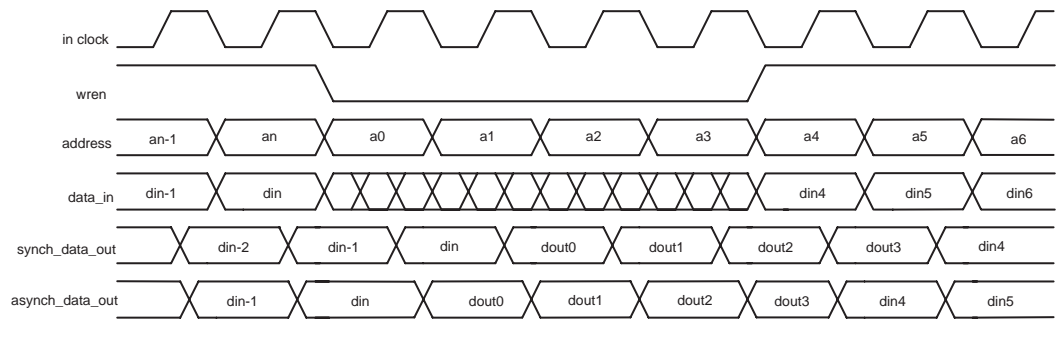 in clock
wren
address an-1 an a0 a1 a2 a3 a4 a5 a6
data_in din-1 din din4 din5 din6
synch_data_out din-2 din-1 din dout0 dout1 dout2 dout3 din4
asynch_data_out din-1 din dout0 dout1 dout2 dout3 din4 din5